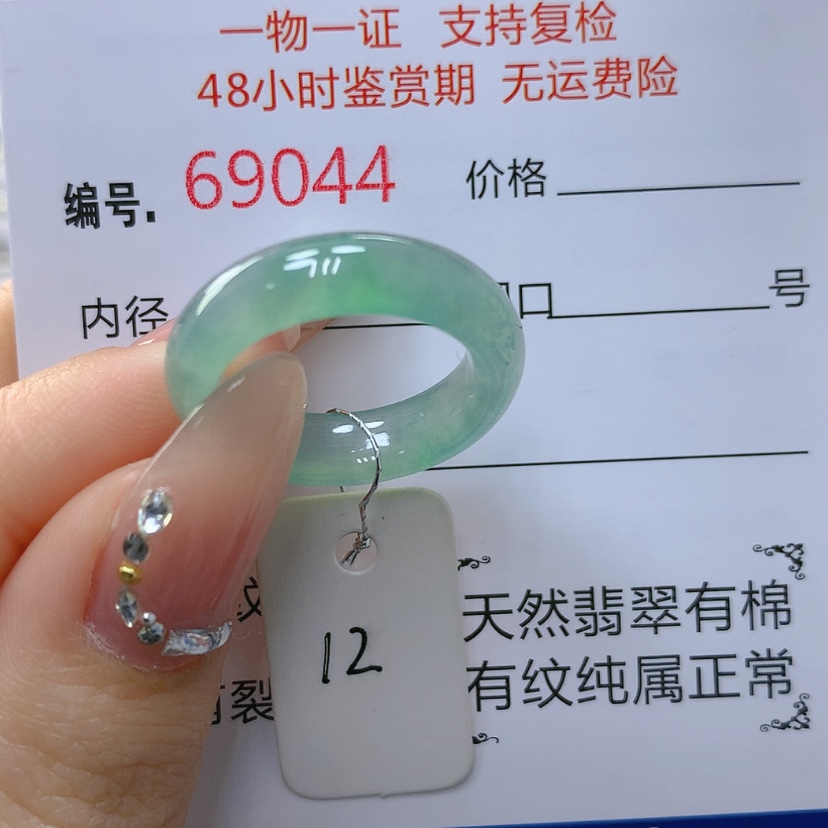 一物一证 支持复检
48小时鉴赏期 无运费险
编号. 69044 价格
内径 口 号
12
天然翡翠有棉
裂 有纹纯属正常